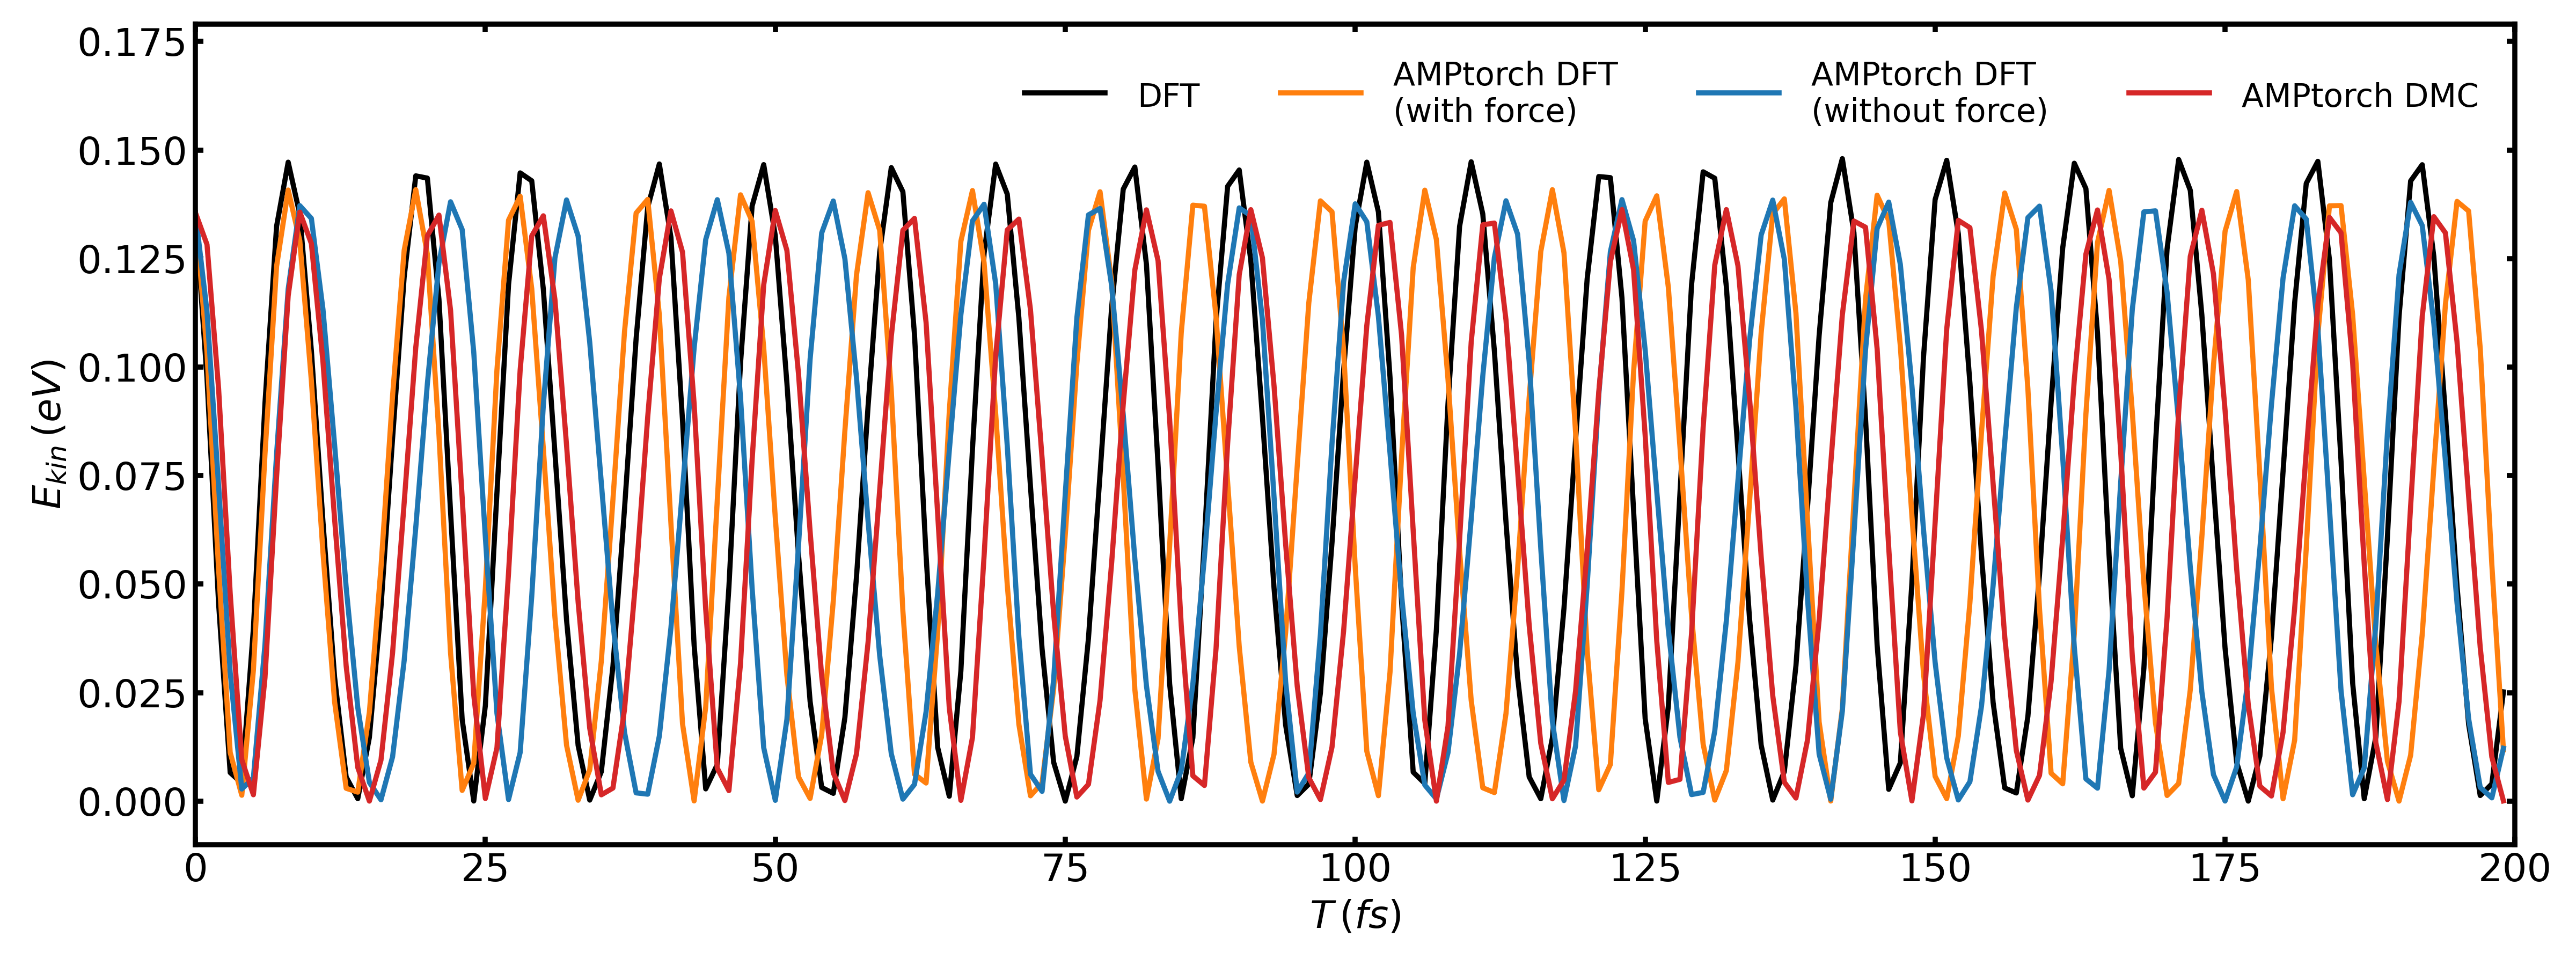 0.175
0.150
0.125
0.100
0.075
0.050
0.025
0.000
E_kin (eV)
DFT
AMPtorch DFT
(with force)
AMPtorch DFT
(without force)
AMPtorch DMC
0 25 50 75 100 125 150 175 200
T (fs)